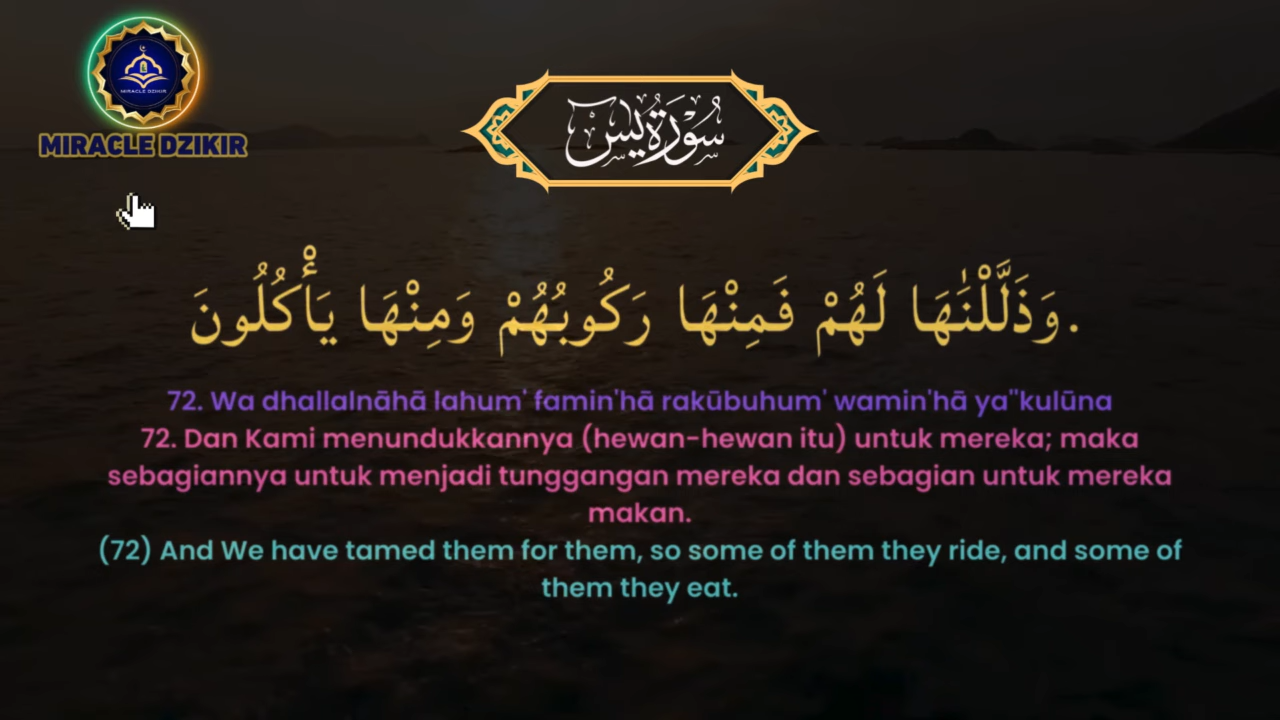 MIRACLE DZIKIR
MIRACLE DZIKIR
سُوْرَةُ يٰسٓ
وَذَلَّلْنٰهَا لَهُمْ فَمِنْهَا رَكُوبُهُمْ وَمِنْهَا يَأْكُلُونَ.
72. Wa dhallalnāhā lahum' famin'hā rakūbuhum' wamin'hā ya"kulūna
72. Dan Kami menundukkannya (hewan-hewan itu) untuk mereka; maka
sebagiannya untuk menjadi tunggangan mereka dan sebagian untuk mereka
makan.
(72) And We have tamed them for them, so some of them they ride, and some of
them they eat.